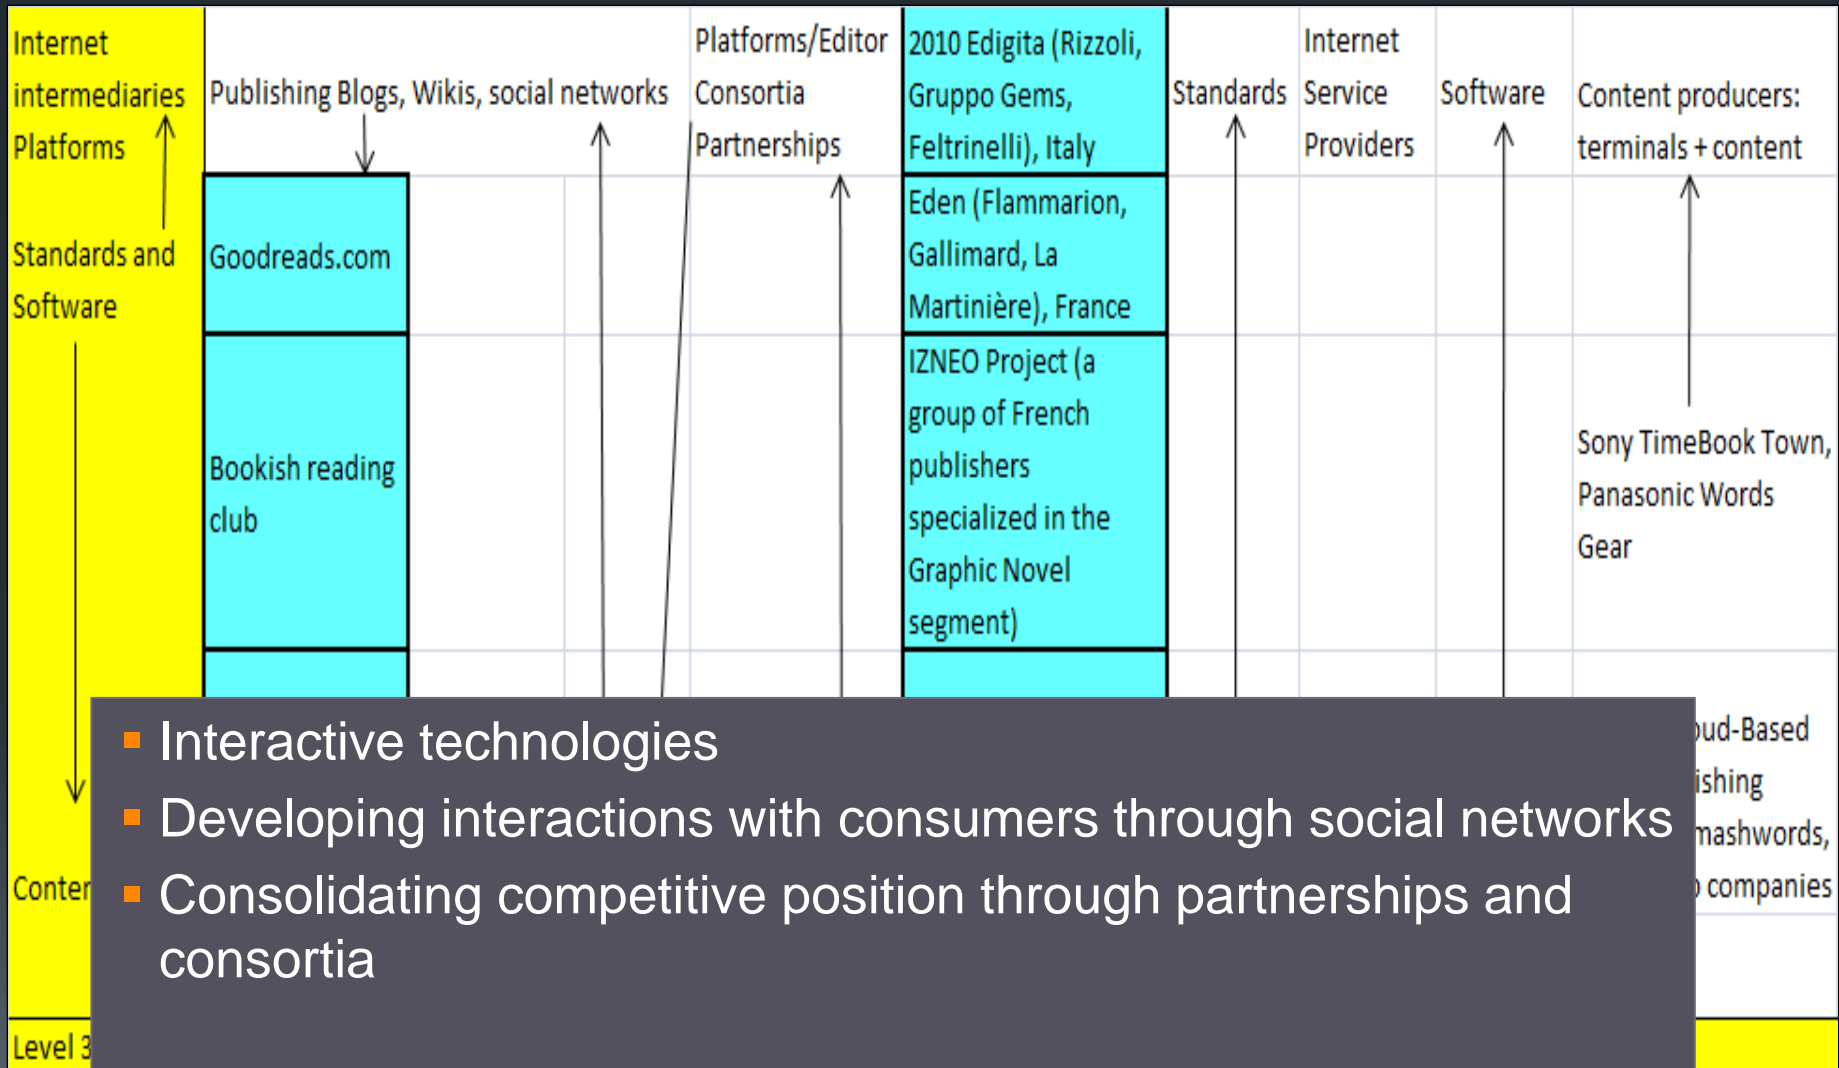 Internet
intermediaries
Platforms
Standards and
Software
Level 3
Publishing Blogs, Wikis, social networks
Goodreads.com
Bookish reading
club
Platforms/Editor
Consortia
Partnerships
2010 Edigita (Rizzoli,
Gruppo Gems,
Feltrinelli), Italy
Eden (Flammarion,
Gallimard, La
Martinière), France
IZNEO Project (a
group of French
publishers
specialized in the
Graphic Novel
segment)
Standards
Internet
Service
Providers
Software
Content producers:
terminals + content
Sony TimeBook Town,
Panasonic Words
Gear
-Based
companies
Interactive technologies
Developing interactions with consumers through social networks
Consolidating competitive position through partnerships and
consortia